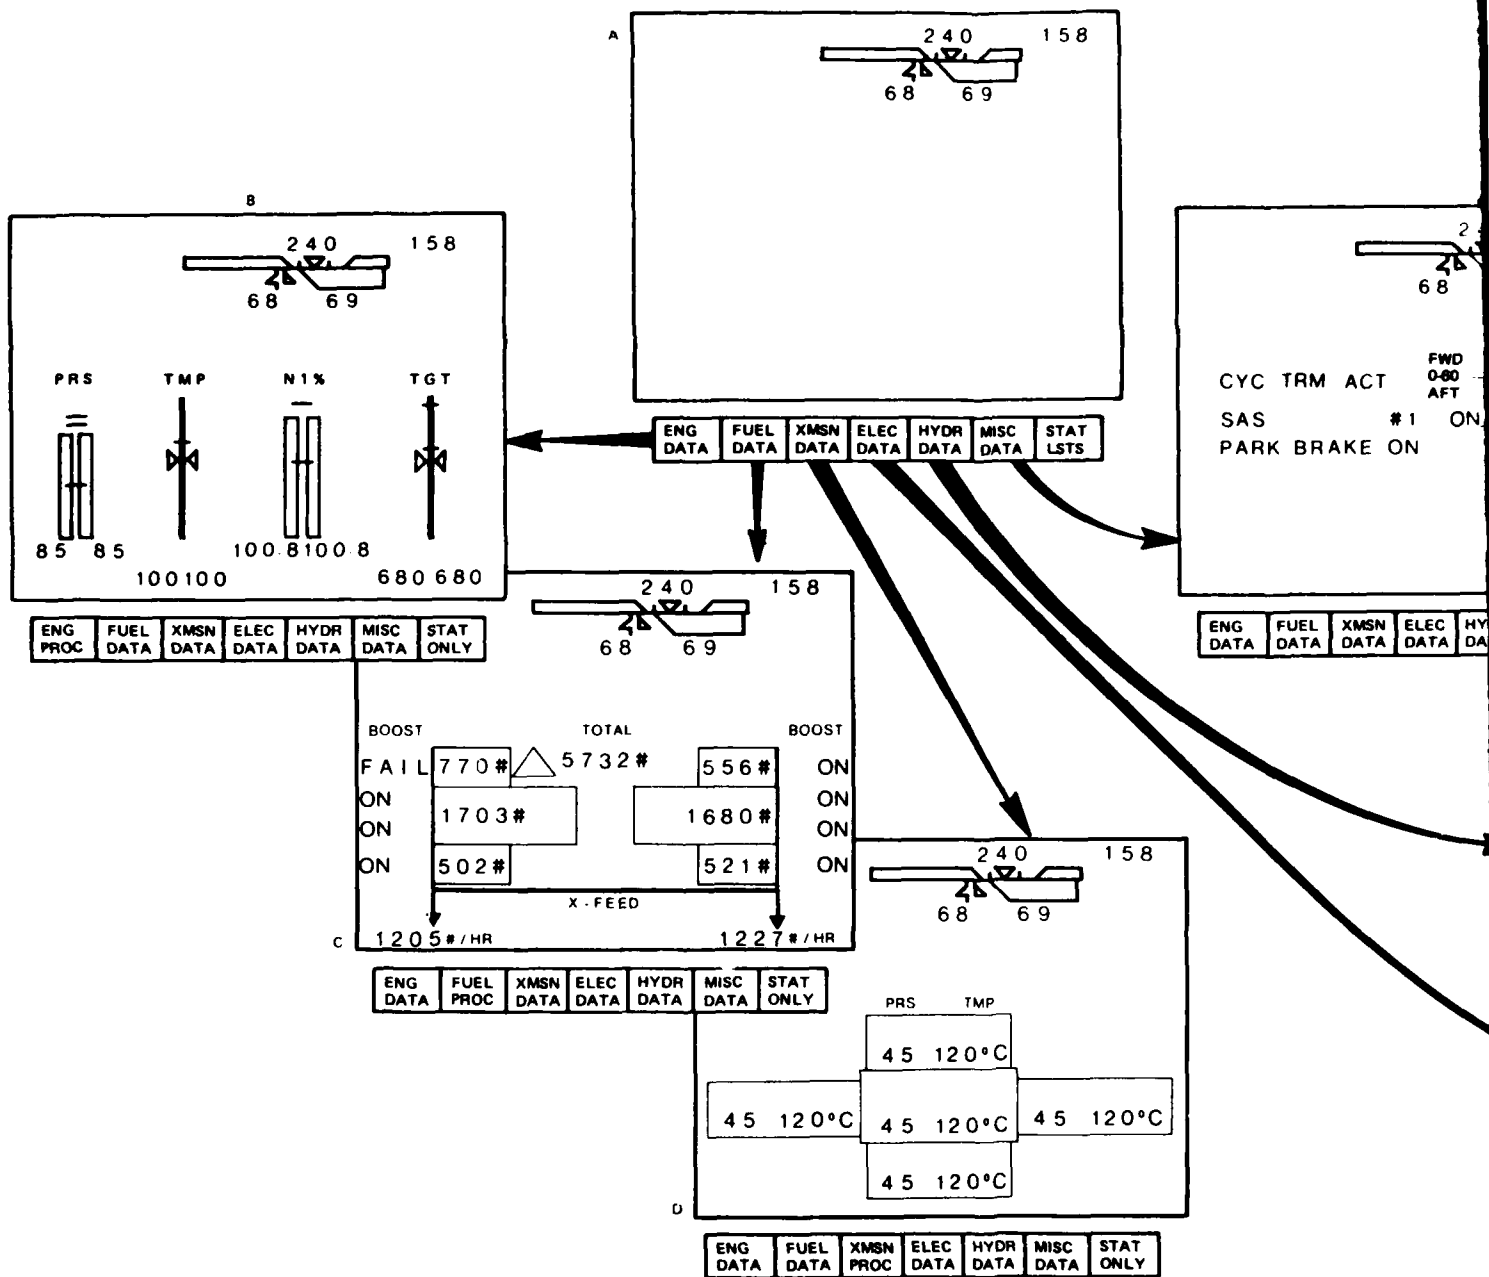 A
240 158
68 69
ENG DATA FUEL DATA XMSN DATA ELEC DATA HYDR DATA MISC DATA STAT LSTS
B
240 158
68 69
PRS TMP N1% TGT
85 85 100.8 100.8
100 100 680 680
ENG PROC FUEL DATA XMSN DATA ELEC DATA HYDR DATA MISC DATA STAT ONLY
68
CYC TRM ACT FWD 0-60 AFT
SAS #1 ON
PARK BRAKE ON
ENG DATA FUEL DATA XMSN DATA ELEC DATA
240 158
68 69
BOOST TOTAL BOOST
FAIL 770# 5732# 556# ON
ON ON
1703# 1680#
ON ON
ON 502# 521# ON
X-FEED
C 1205#/HR 1227#/HR
ENG DATA FUEL PROC XMSN DATA ELEC DATA HYDR DATA MISC DATA STAT ONLY
240 158
68 69
PRS TMP
45 120°C
45 120°C 45 120°C 45 120°C
45 120°C
D
ENG DATA FUEL DATA XMSN PROC ELEC DATA HYDR DATA MISC DATA STAT ONLY